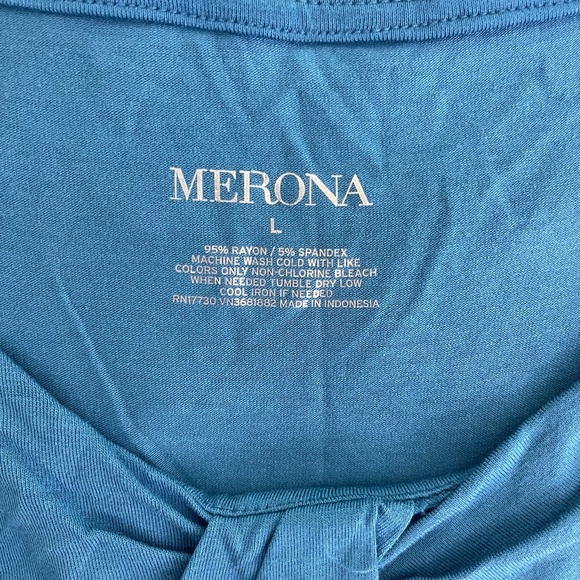 MERONA
L
95% RAYON / 5% SPANDEX
MACHINE WASH COLD WITH LIKE
COLORS ONLY NON-CHLORINE BLEACH
WHEN NEEDED TUMBLE DRY LOW
COOL IRON IF NEEDED
RN17730 VN3681882 MADE IN INDONESIA